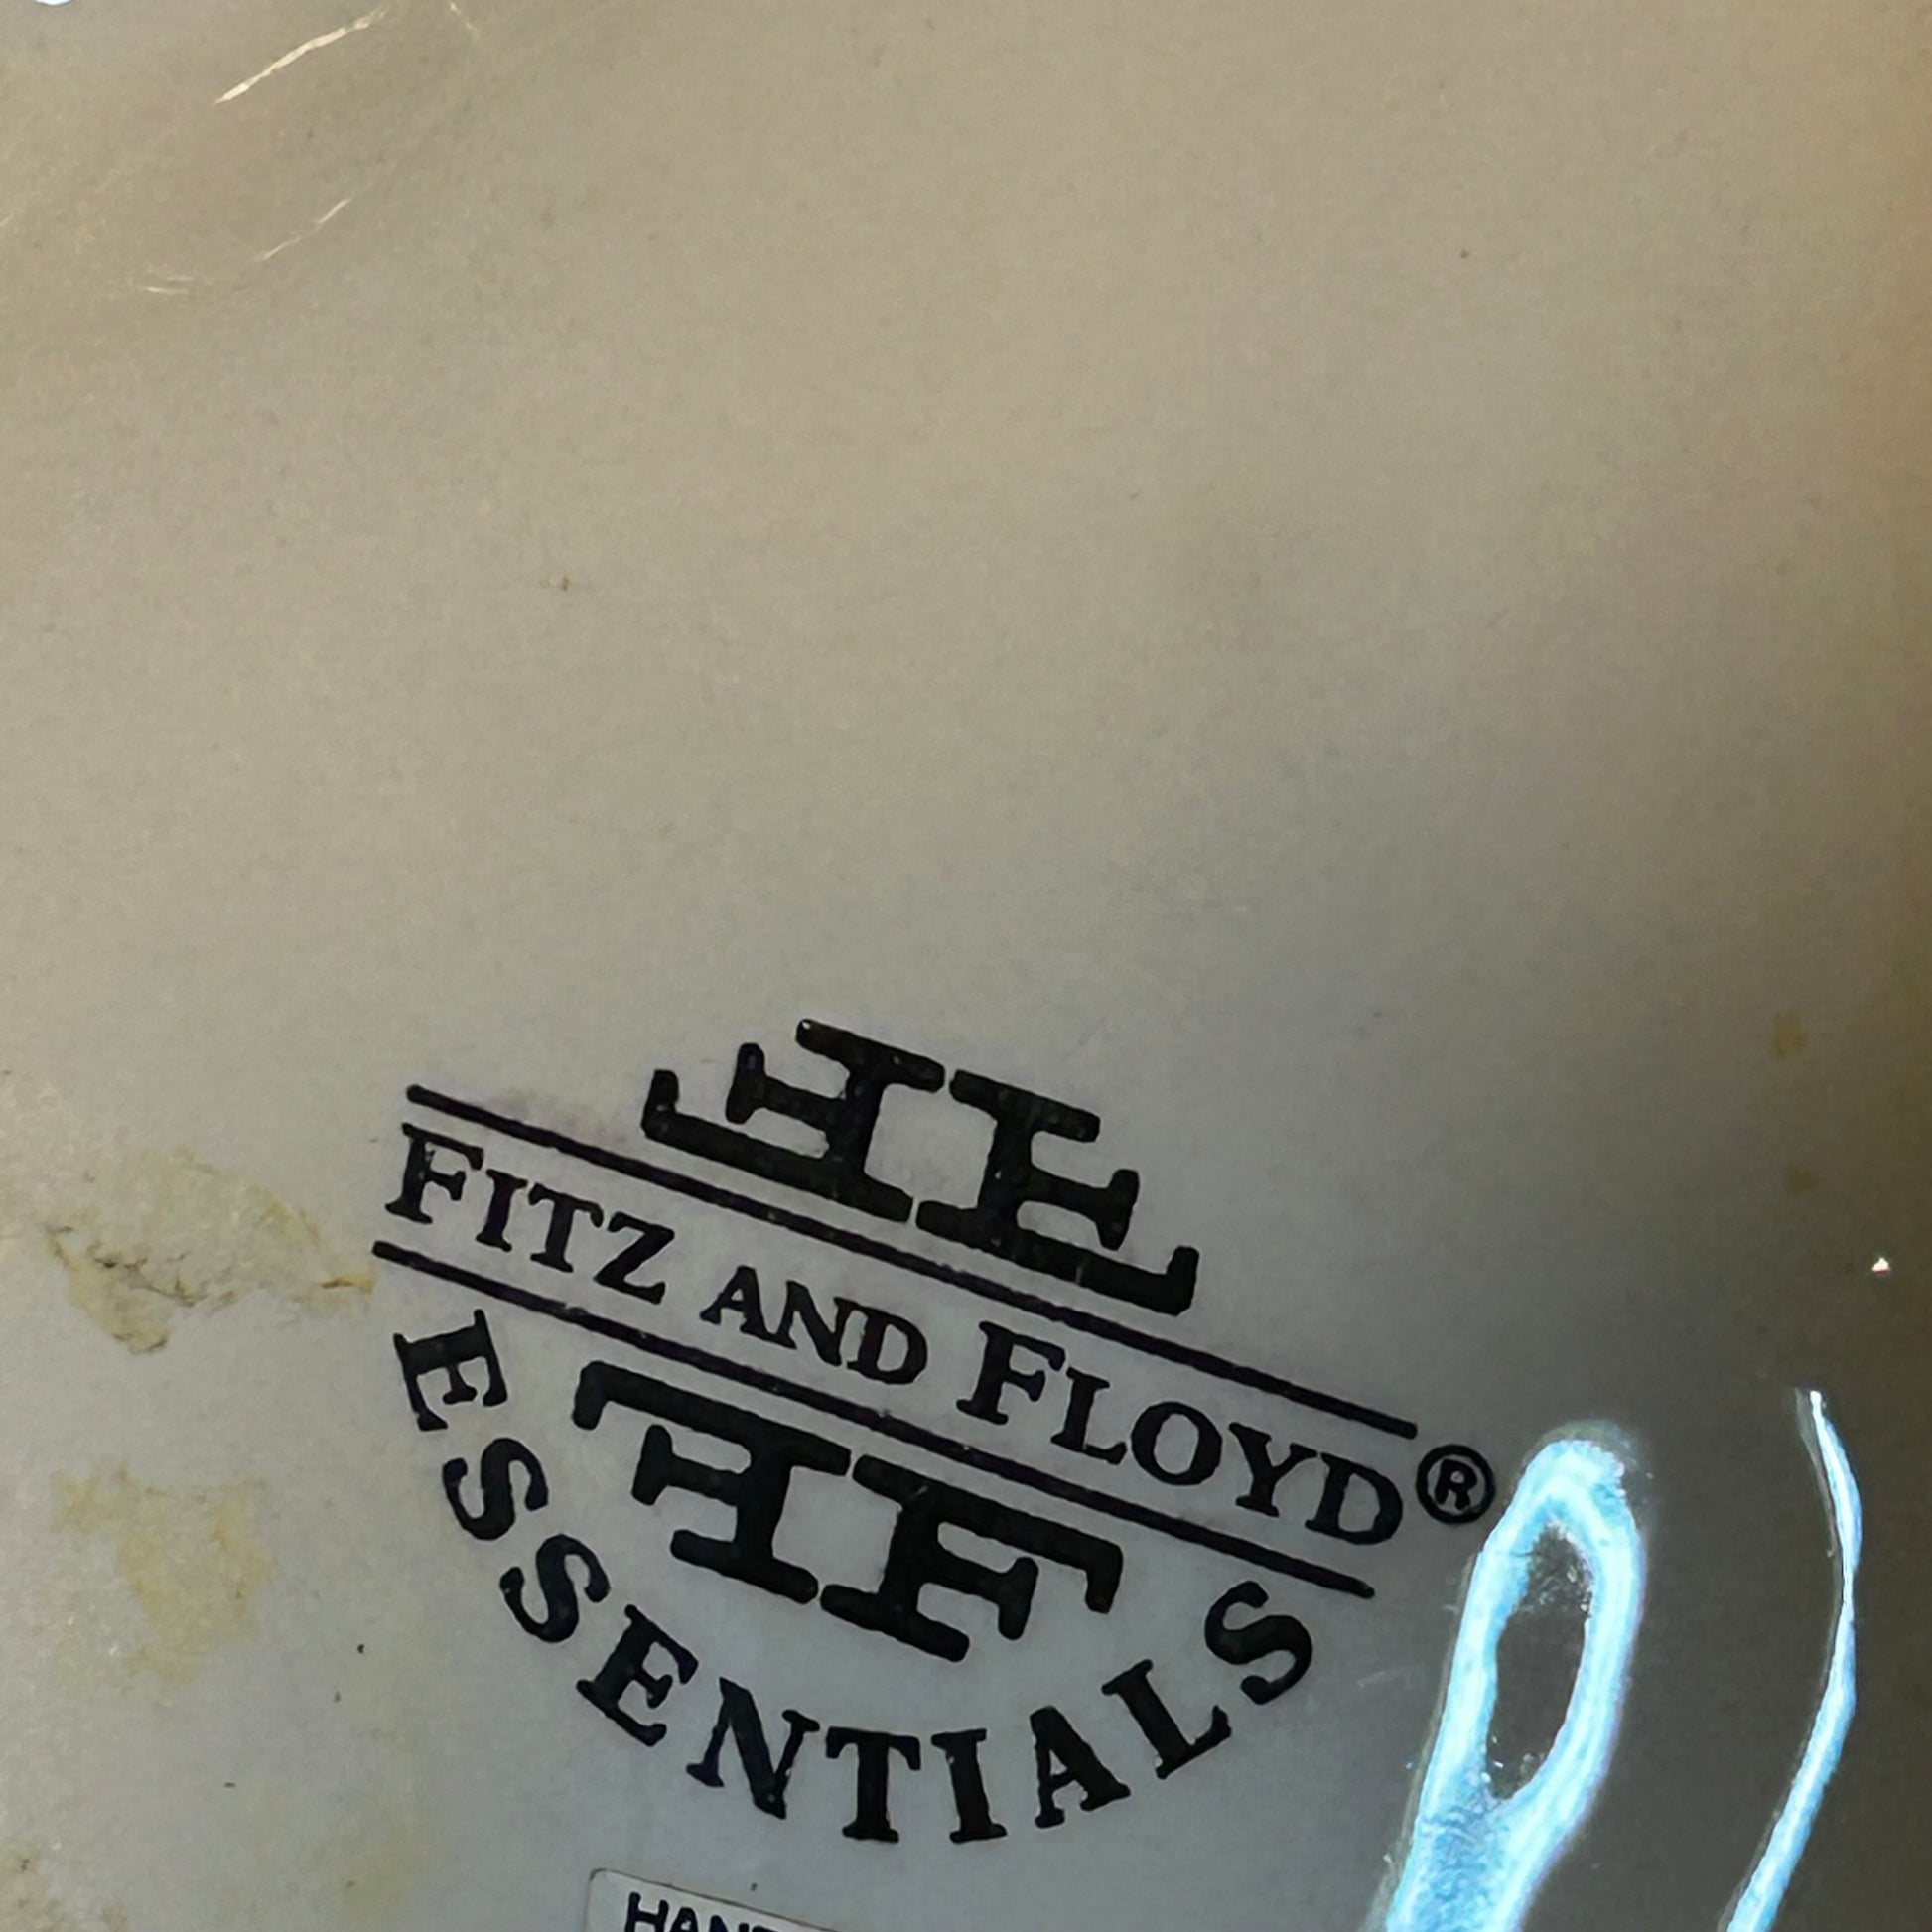 FITZ AND FLOYD®
ESSENTIALS